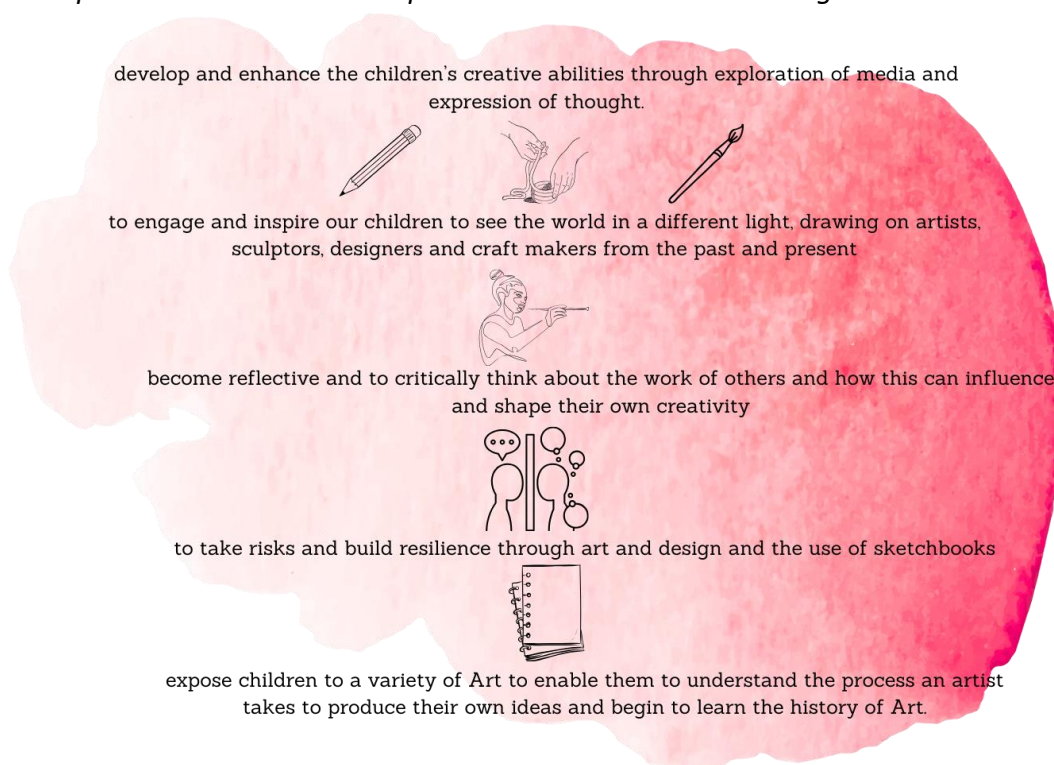 develop and enhance the children's creative abilities through exploration of media and
expression of thought.
to engage and inspire our children to see the world in a different light, drawing on artists,
sculptors, designers and craft makers from the past and present
become reflective and to critically think about the work of others and how this can influence
and shape their own creativity
to take risks and build resilience through art and design and the use of sketchbooks
expose children to a variety of Art to enable them to understand the process an artist
takes to produce their own ideas and begin to learn the history of Art.